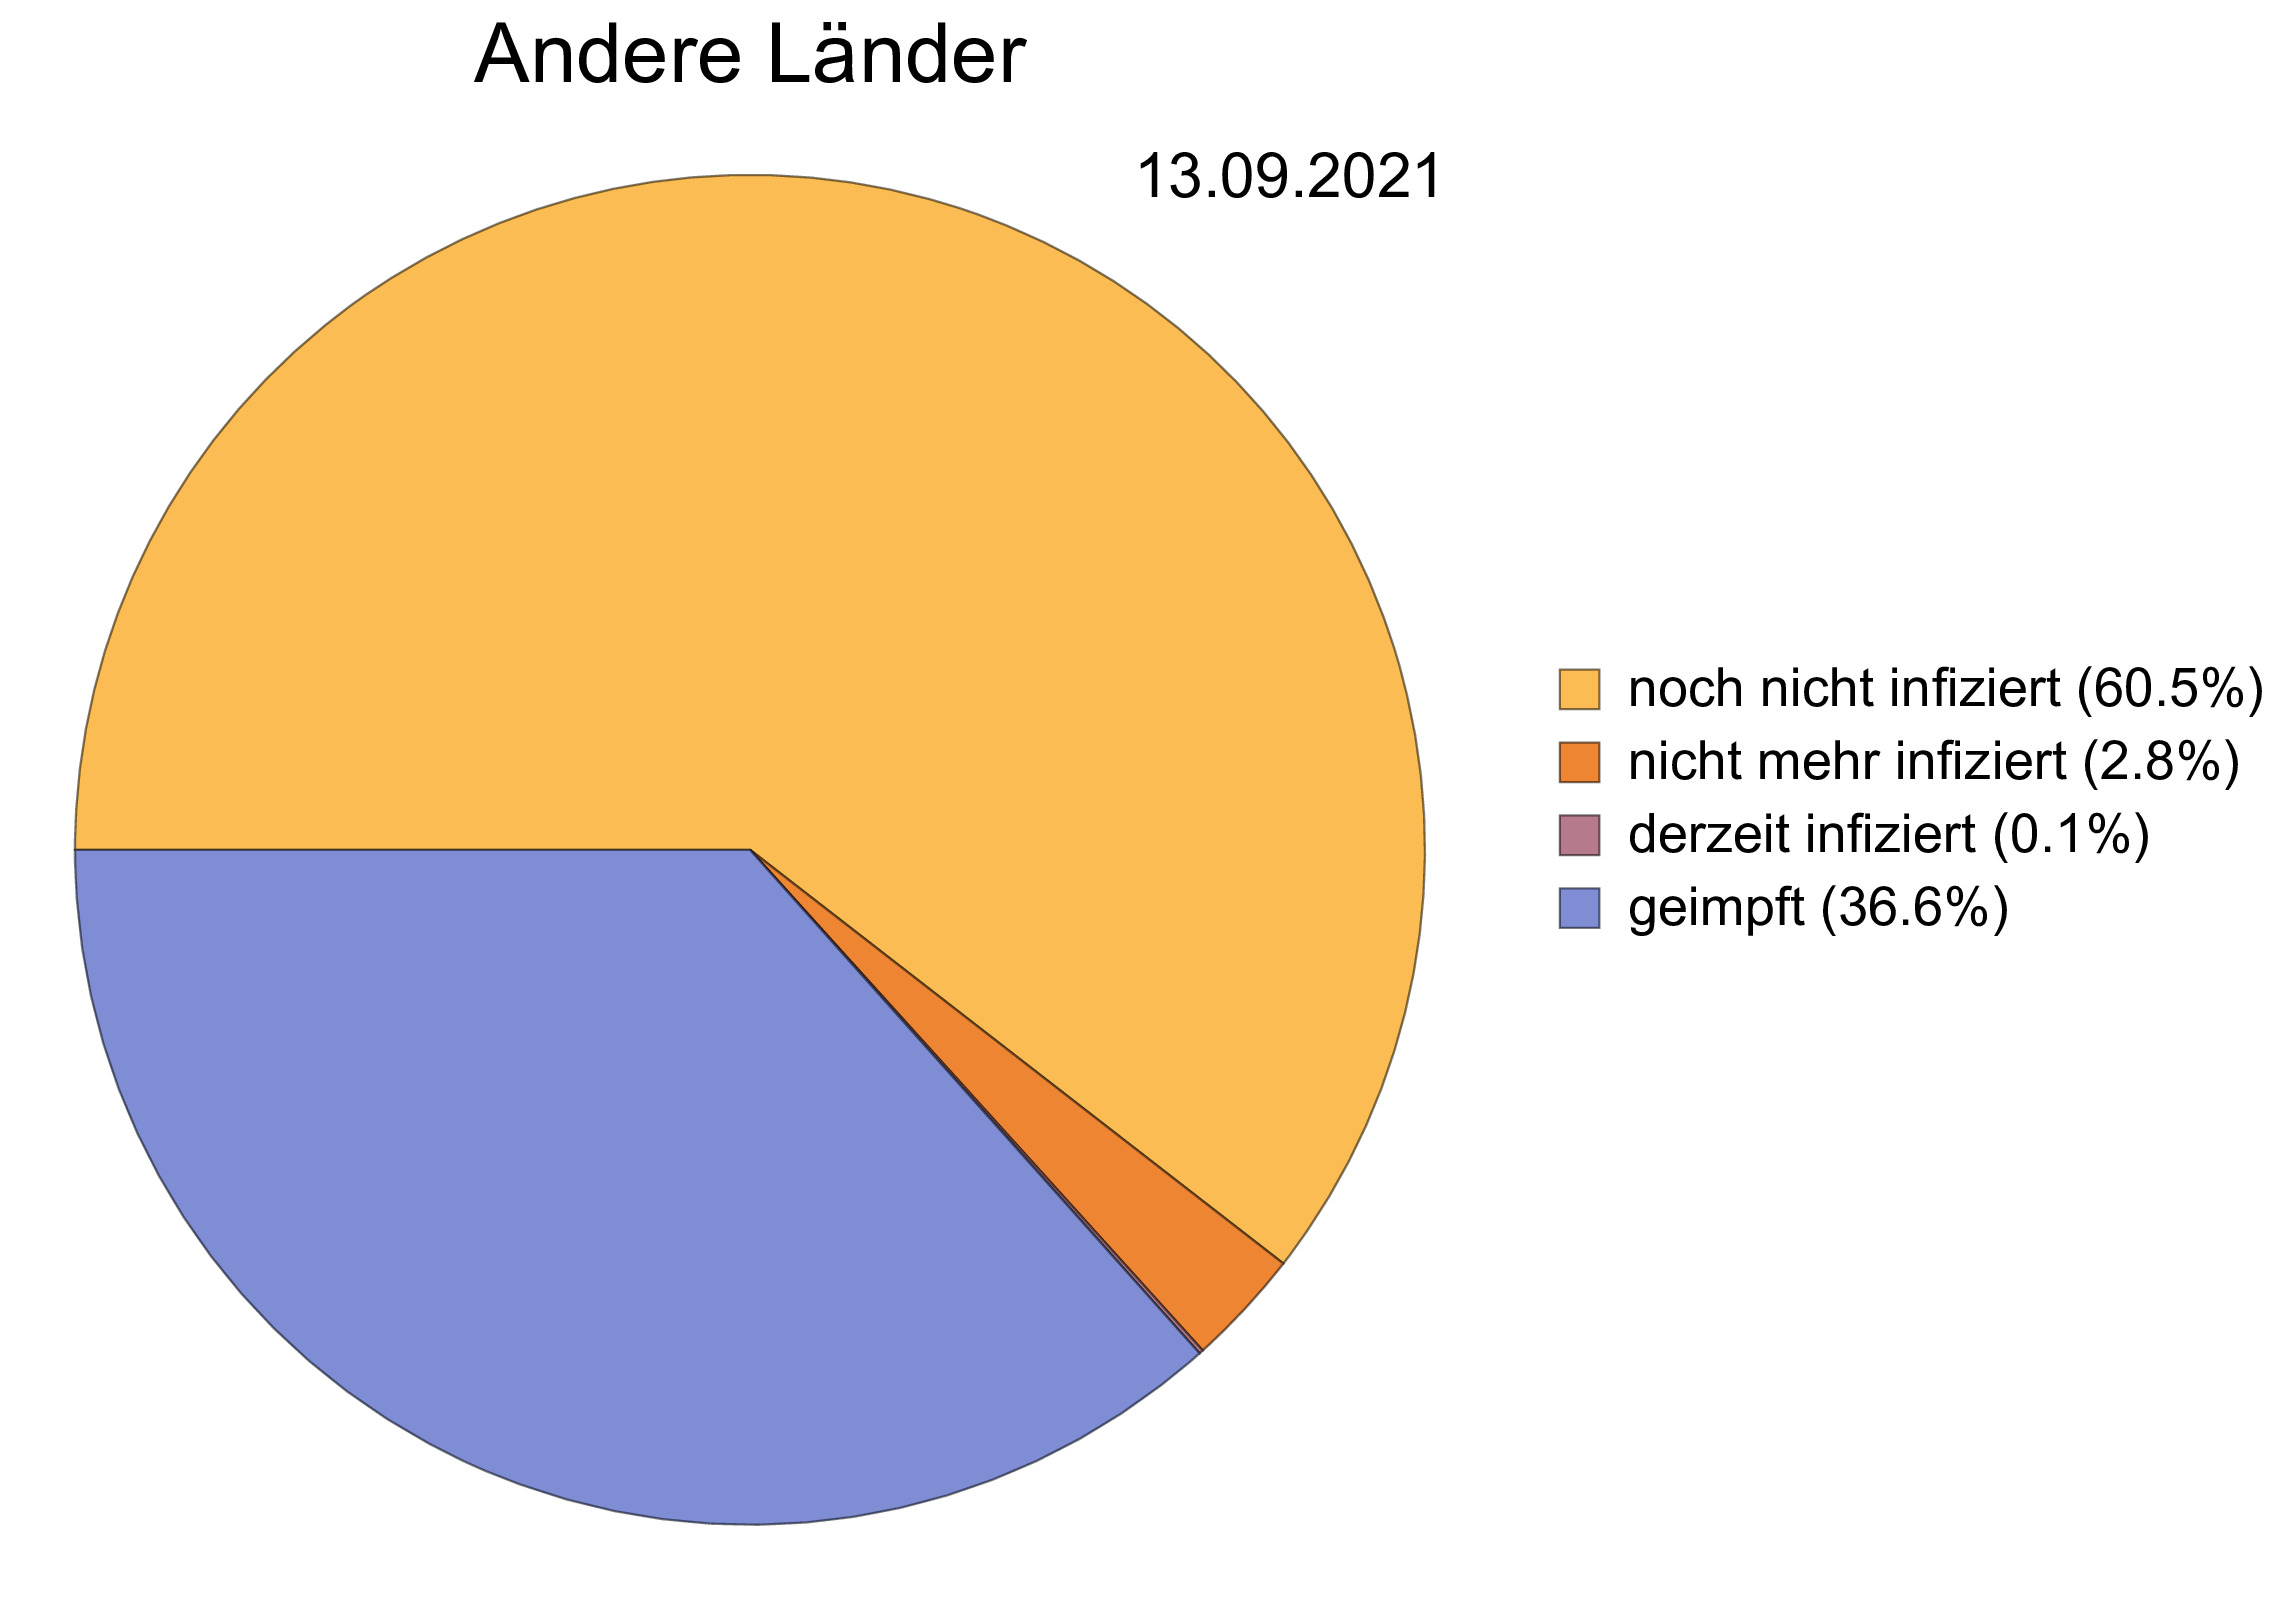 Andere Länder
13.09.2021
noch nicht infiziert (60.5%)
nicht mehr infiziert (2.8%)
derzeit infiziert (0.1%)
geimpft (36.6%)